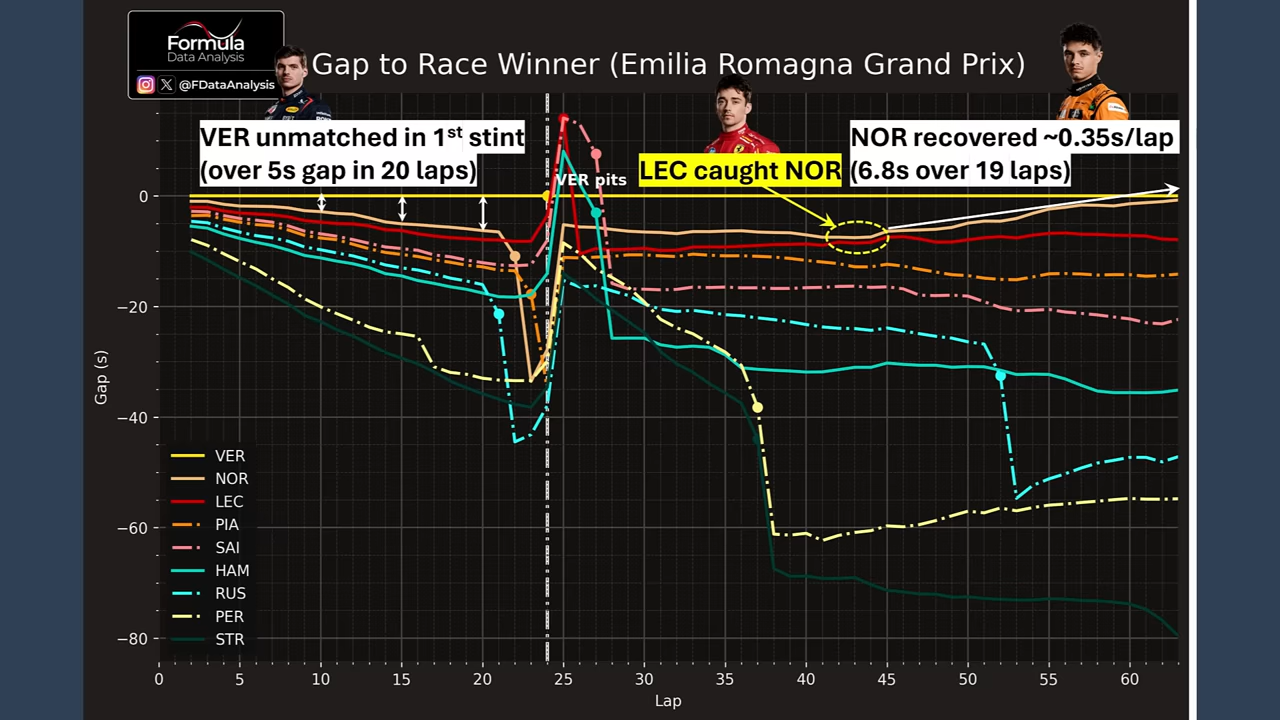 Formula
Data Analysis
@FDataAnalysis
Gap to Race Winner (Emilia Romagna Grand Prix)
VER unmatched in 1st stint
(over 5s gap in 20 laps)
VER pits
LEC caught NOR
NOR recovered ~0.35s/lap
(6.8s over 19 laps)
0
−20
−40
−60
−80
Gap (s)
VER
NOR
LEC
PIA
SAI
HAM
RUS
PER
STR
0 5 10 15 20 25 30 35 40 45 50 55 60
Lap